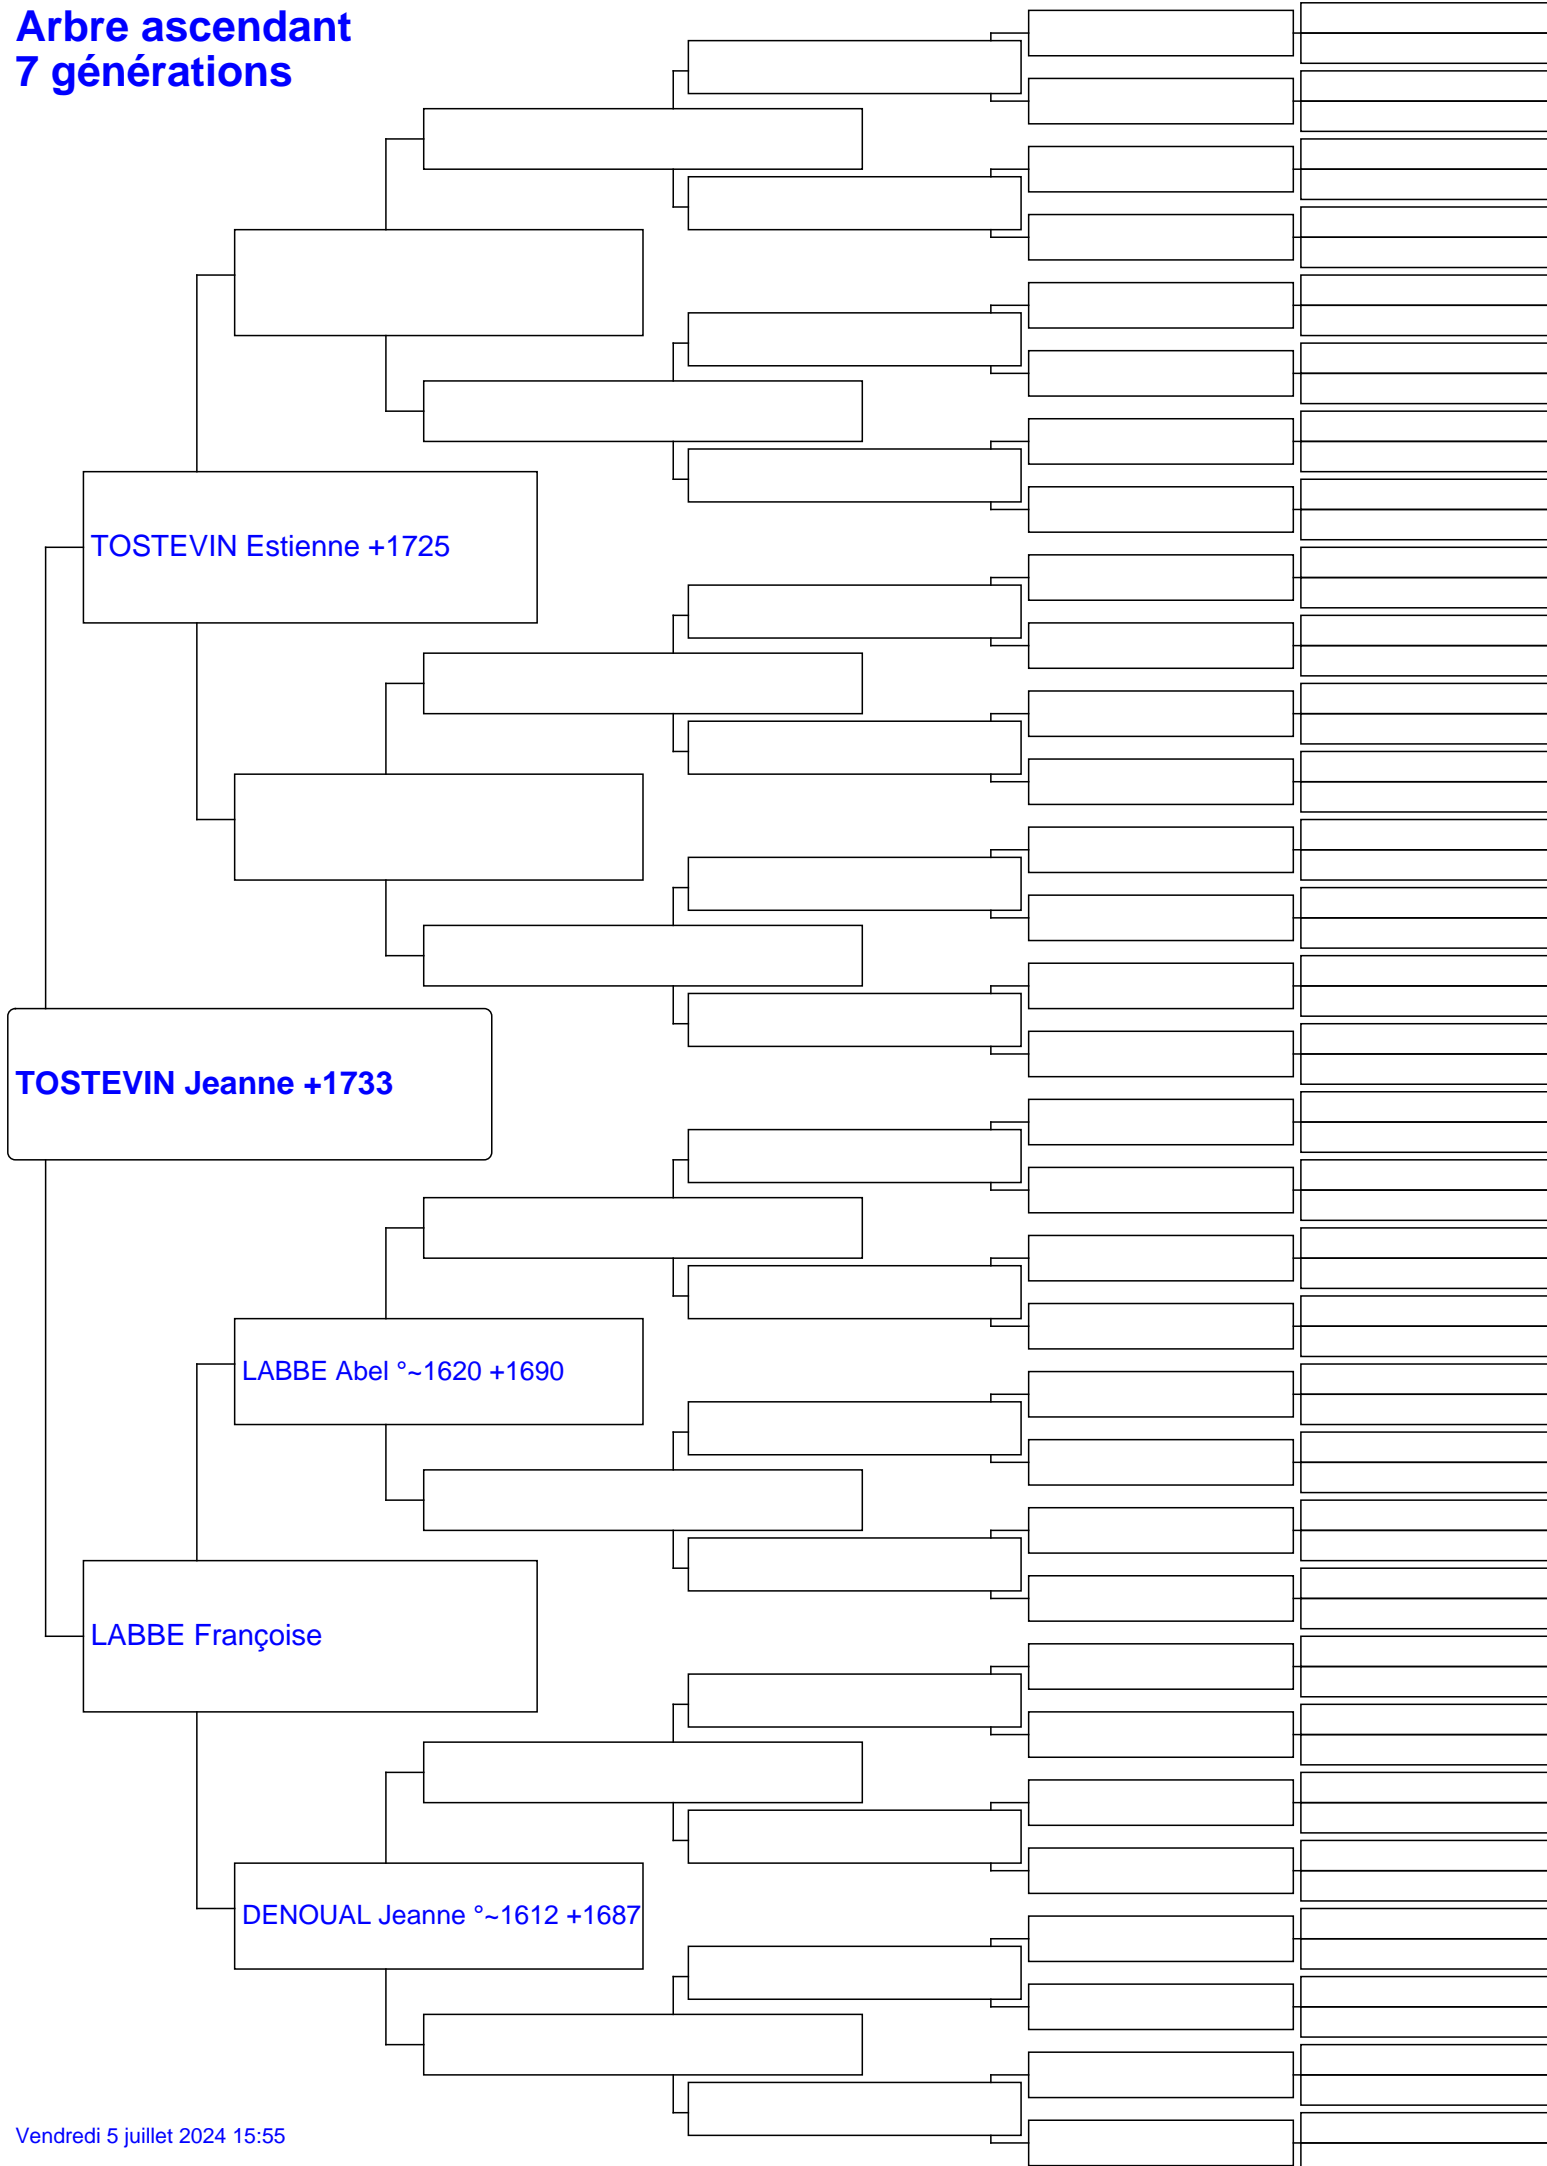 Arbre ascendant
7 générations
TOSTEVIN Estienne +1725
TOSTEVIN Jeanne +1733
LABBE Abel °~1620 +1690
LABBE Françoise
DENOUAL Jeanne °~1612 +1687
Vendredi 5 juillet 2024 15:55